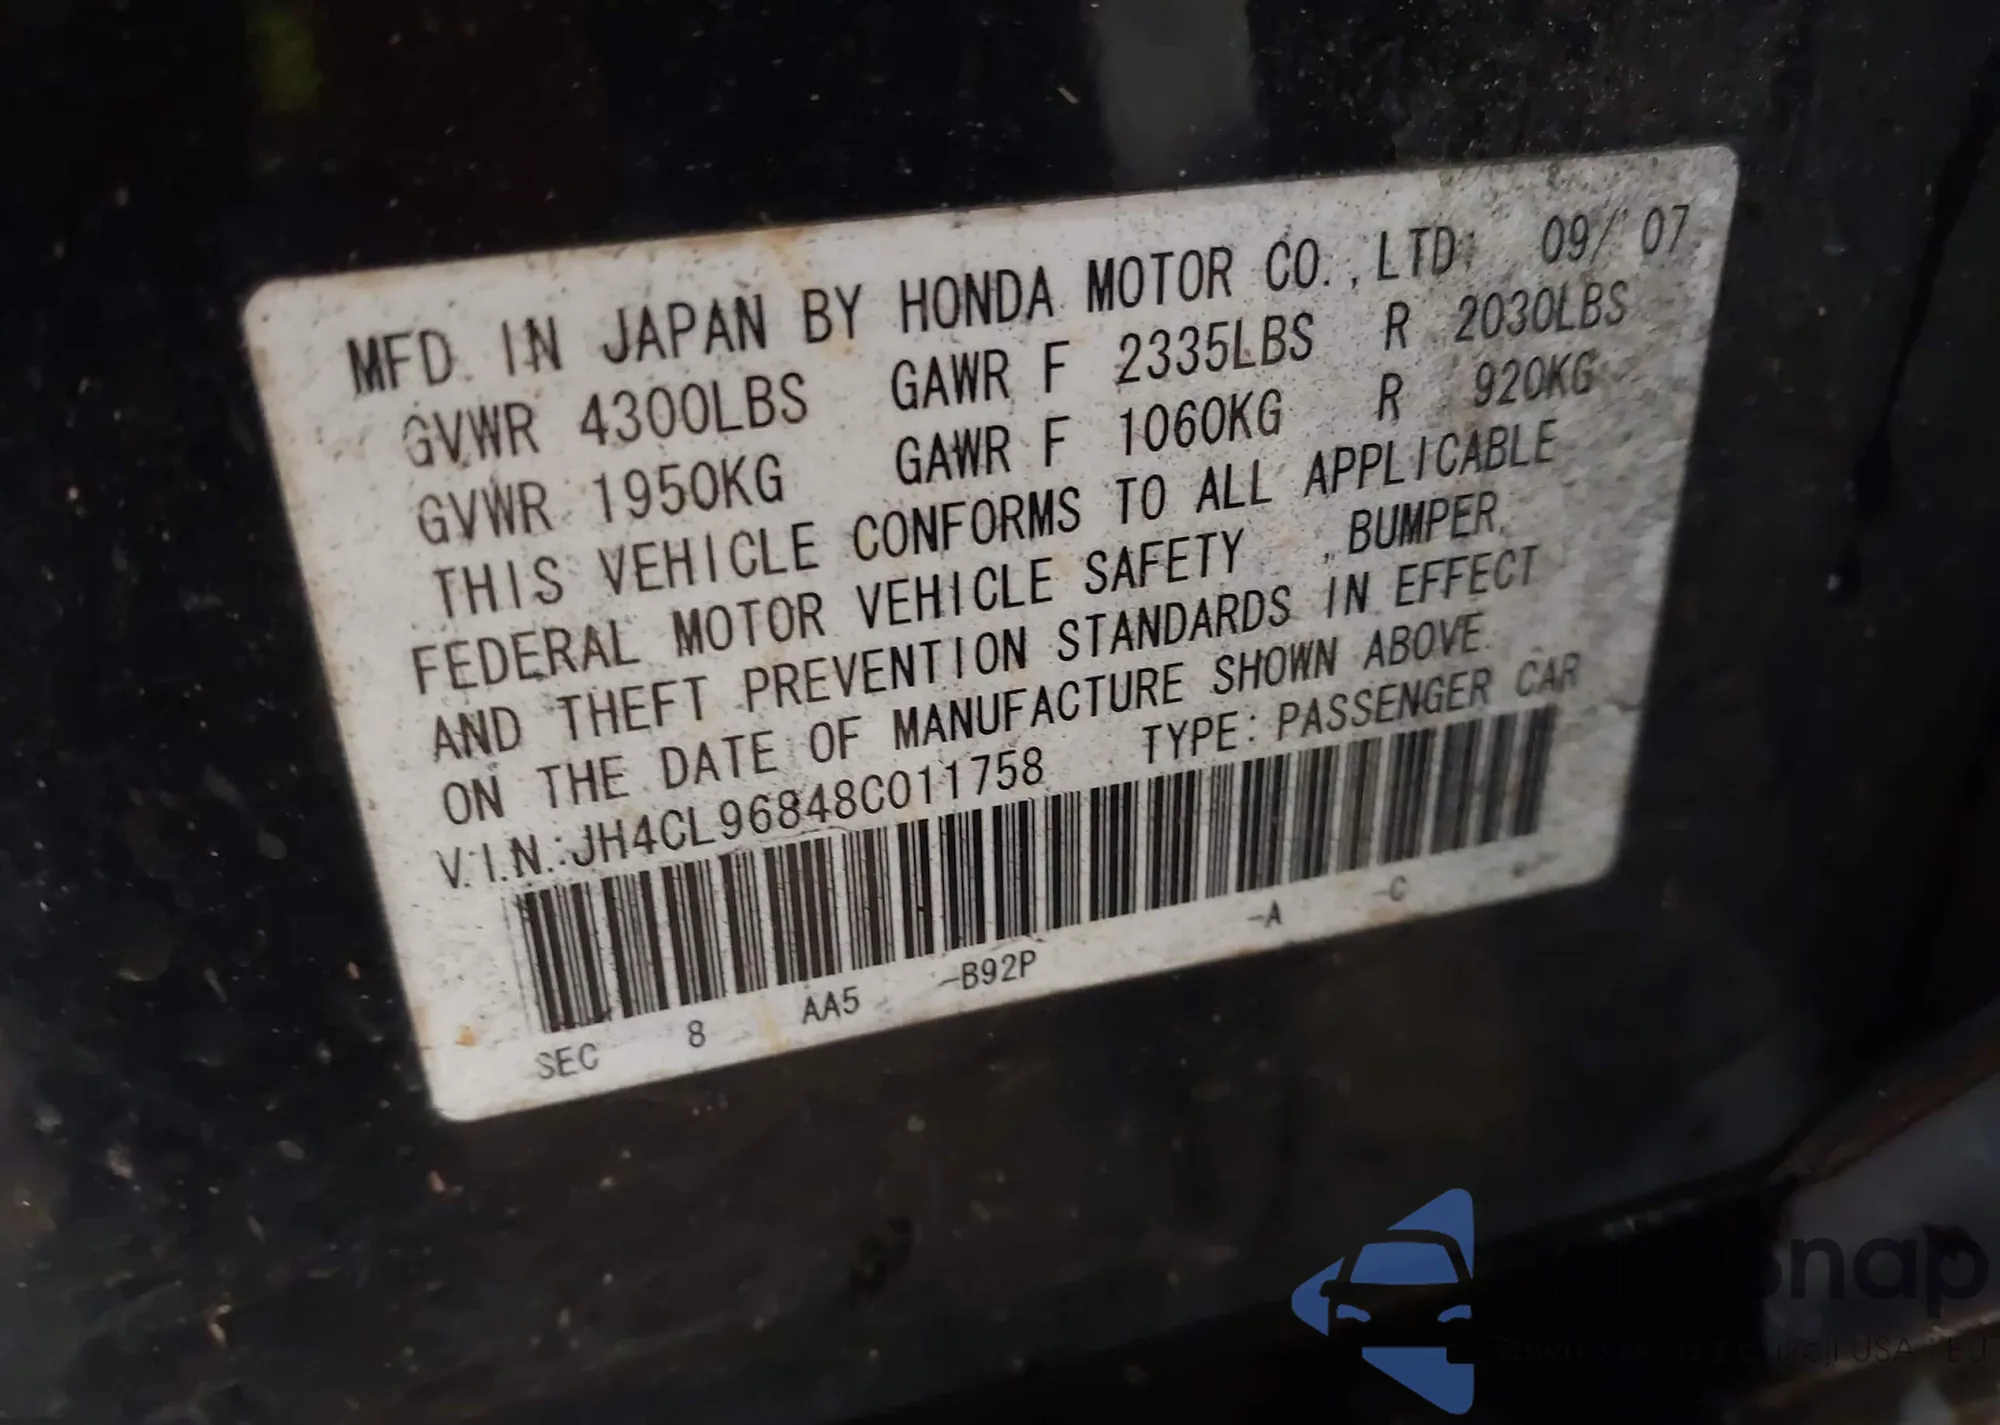 MFD. IN JAPAN BY HONDA MOTOR CO.,LTD. 09/ 07
GVWR 4300LBS GAWR F 2335LBS R 2030LBS
GVWR 1950KG GAWR F 1060KG R 920KG
THIS VEHICLE CONFORMS TO ALL APPLICABLE
FEDERAL MOTOR VEHICLE SAFETY ,BUMPER,
AND THEFT PREVENTION STANDARDS IN EFFECT
ON THE DATE OF MANUFACTURE SHOWN ABOVE.
V.I.N.:JH4CL96848C011758 TYPE:PASSENGER CAR
SEC 8 AA5 -B92P -A -C
USA